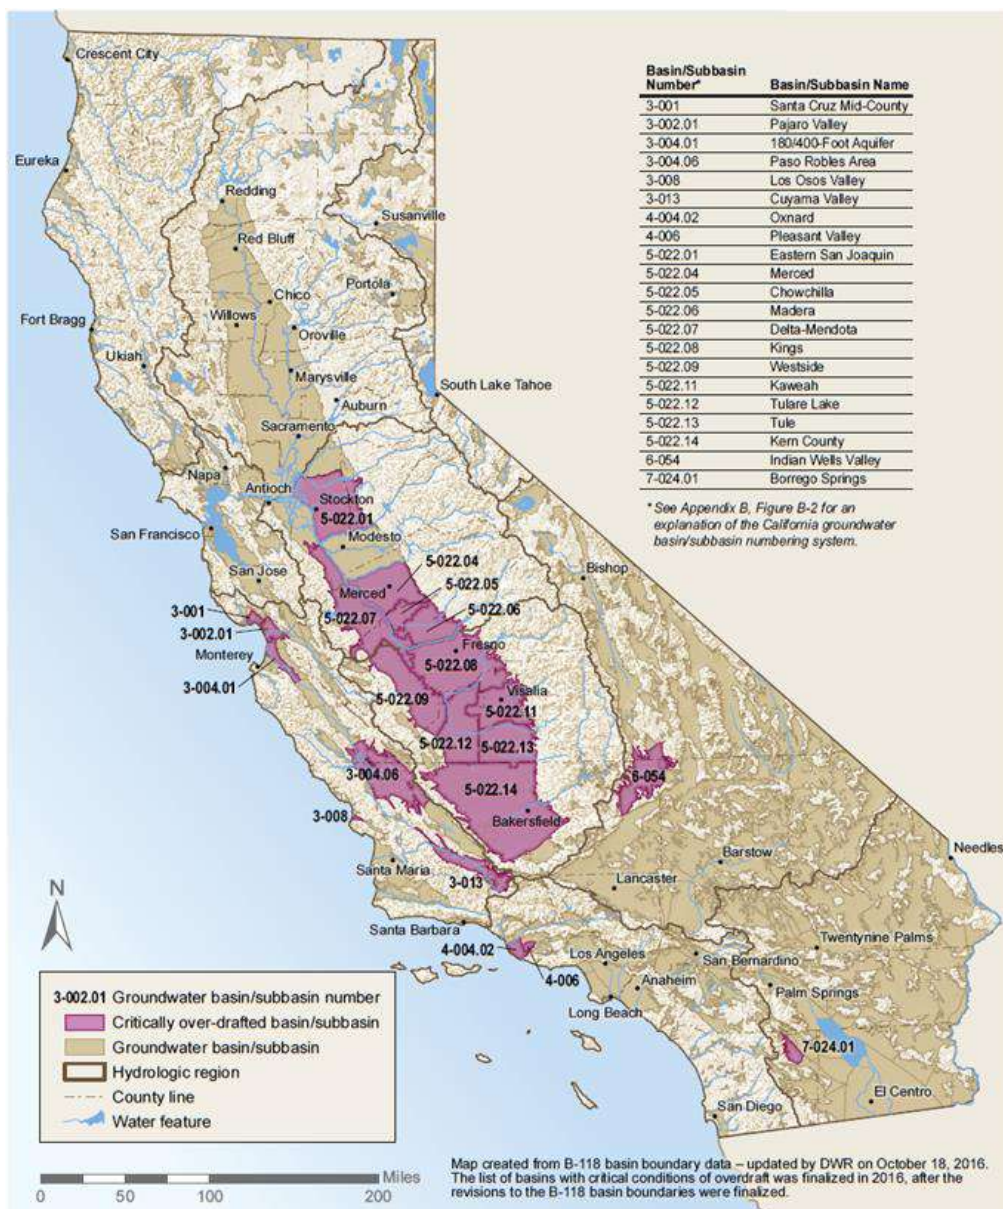 Crescent City
Eureka
Redding
Susanville
Red Bluff
Chico
Portola
Willows
Fort Bragg
Oroville
Ukiah
Marysville
South Lake Tahoe
Auburn
Sacramento
Napa
Antioch
Stockton
5-022.01
San Francisco
Modesto
San Jose
5-022.04
Bishop
5-022.05
Merced
5-022.06
3-001
5-022.07
3-002.01
Fresno
Monterey
5-022.08
3-004.01
Visalia
5-022.09
5-022.11
5-022.12
5-022.13
3-004.06
6-054
5-022.14
3-008
Bakersfield
Needles
Barstow
Santa Maria
3-013
Lancaster
Santa Barbara
Twentynine Palms
4-004.02
Los Angeles
San Bernardino
4-006
Anaheim
Palm Springs
Long Beach
7-024.01
El Centro
San Diego
Basin/Subbasin
Number* Basin/Subbasin Name
3-001 Santa Cruz Mid-County
3-002.01 Pajaro Valley
3-004.01 180/400-Foot Aquifer
3-004.06 Paso Robles Area
3-008 Los Osos Valley
3-013 Cuyama Valley
4-004.02 Oxnard
4-006 Pleasant Valley
5-022.01 Eastern San Joaquin
5-022.04 Merced
5-022.05 Chowchilla
5-022.06 Madera
5-022.07 Delta-Mendota
5-022.08 Kings
5-022.09 Westside
5-022.11 Kaweah
5-022.12 Tulare Lake
5-022.13 Tule
5-022.14 Kern County
6-054 Indian Wells Valley
7-024.01 Borrego Springs
*See Appendix B, Figure B-2 for an
explanation of the California groundwater
basin/subbasin numbering system.
N
3-002.01 Groundwater basin/subbasin number
Critically over-drafted basin/subbasin
Groundwater basin/subbasin
Hydrologic region
County line
Water feature
Miles
0 50 100 200
Map created from B-118 basin boundary data – updated by DWR on October 18, 2016.
The list of basins with critical conditions of overdraft was finalized in 2016, after the
revisions to the B-118 basin boundaries were finalized.